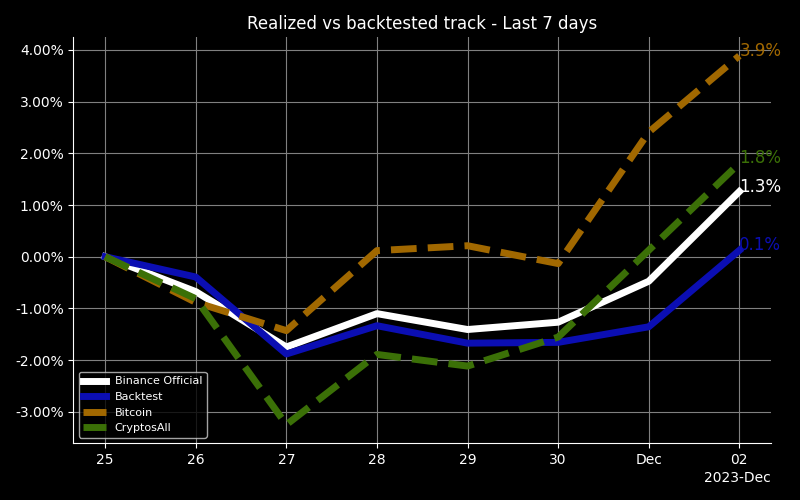 Realized vs backtested track - Last 7 days
4.00%
3.00%
2.00%
1.00%
0.00%
-1.00%
-2.00%
-3.00%
3.9%
1.8%
1.3%
0.1%
Binance Official
Backtest
Bitcoin
CryptosAll
25 26 27 28 29 30 Dec 02
2023-Dec